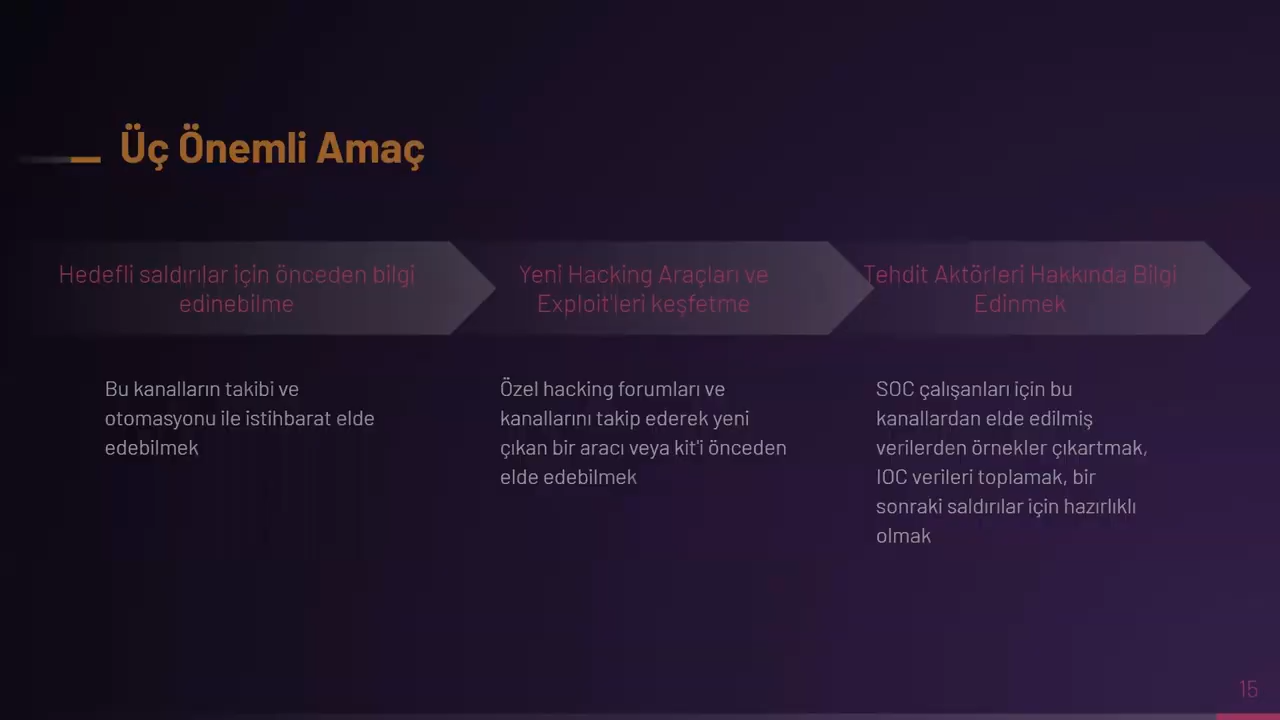 Üç Önemli Amaç
Hedefli saldırılar için önceden bilgi
edinebilme
Yeni Hacking Araçları ve
Exploit'leri keşfetme
Tehdit Aktörleri Hakkında Bilgi
Edinmek
Bu kanalların takibi ve
otomasyonu ile istihbarat elde
edebilmek
Özel hacking forumları ve
kanallarını takip ederek yeni
çıkan bir aracı veya kit'i önceden
elde edebilmek
SOC çalışanları için bu
kanallardan elde edilmiş
verilerden örnekler çıkartmak,
IOC verileri toplamak, bir
sonraki saldırılar için hazırlıklı
olmak
15